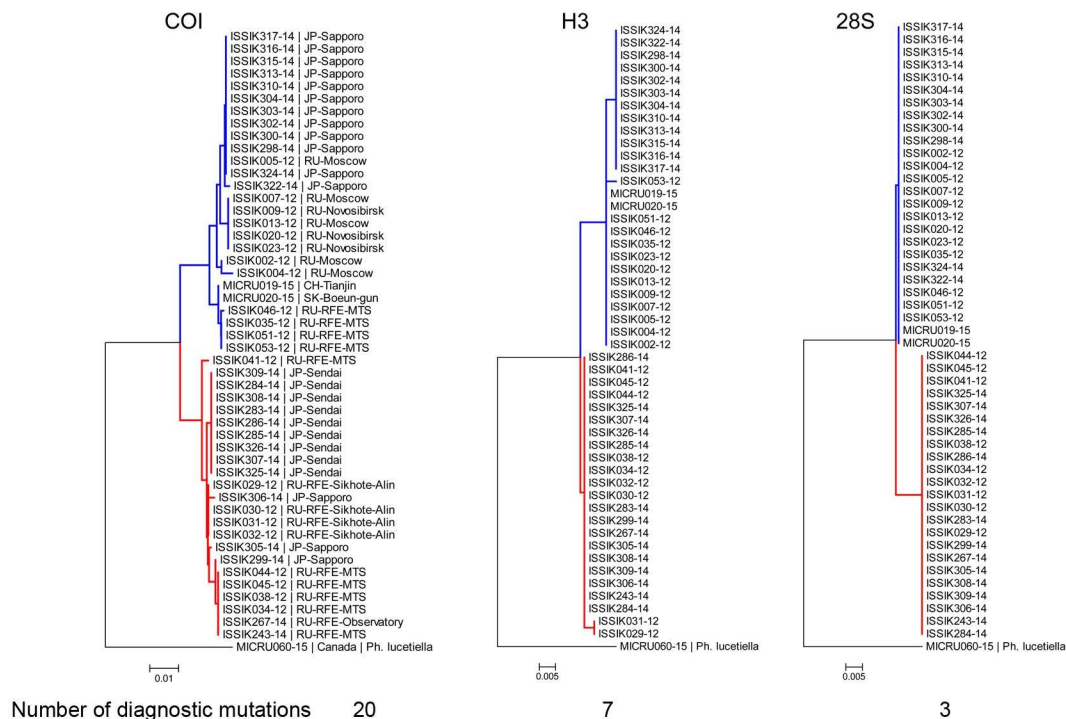 COI
ISSIK317-14 | JP-Sapporo
ISSIK316-14 | JP-Sapporo
ISSIK315-14 | JP-Sapporo
ISSIK313-14 | JP-Sapporo
ISSIK310-14 | JP-Sapporo
ISSIK304-14 | JP-Sapporo
ISSIK303-14 | JP-Sapporo
ISSIK302-14 | JP-Sapporo
ISSIK300-14 | JP-Sapporo
ISSIK298-14 | JP-Sapporo
ISSIK005-12 | RU-Moscow
ISSIK324-14 | JP-Sapporo
ISSIK322-14 | JP-Sapporo
ISSIK007-12 | RU-Moscow
ISSIK009-12 | RU-Novosibirsk
ISSIK013-12 | RU-Moscow
ISSIK020-12 | RU-Novosibirsk
ISSIK023-12 | RU-Novosibirsk
ISSIK002-12 | RU-Moscow
ISSIK004-12 | RU-Moscow
MICRU019-15 | CH-Tianjin
MICRU020-15 | SK-Boeun-gun
ISSIK046-12 | RU-RFE-MTS
ISSIK035-12 | RU-RFE-MTS
ISSIK051-12 | RU-RFE-MTS
ISSIK053-12 | RU-RFE-MTS
ISSIK041-12 | RU-RFE-MTS
ISSIK309-14 | JP-Sendai
ISSIK284-14 | JP-Sendai
ISSIK308-14 | JP-Sendai
ISSIK283-14 | JP-Sendai
ISSIK286-14 | JP-Sendai
ISSIK285-14 | JP-Sendai
ISSIK326-14 | JP-Sendai
ISSIK307-14 | JP-Sendai
ISSIK325-14 | JP-Sendai
ISSIK029-12 | RU-RFE-Sikhote-Alin
ISSIK306-14 | JP-Sapporo
ISSIK030-12 | RU-RFE-Sikhote-Alin
ISSIK031-12 | RU-RFE-Sikhote-Alin
ISSIK032-12 | RU-RFE-Sikhote-Alin
ISSIK305-14 | JP-Sapporo
ISSIK299-14 | JP-Sapporo
ISSIK044-12 | RU-RFE-MTS
ISSIK045-12 | RU-RFE-MTS
ISSIK038-12 | RU-RFE-MTS
ISSIK034-12 | RU-RFE-MTS
ISSIK267-14 | RU-RFE-Observatory
ISSIK243-14 | RU-RFE-MTS
MICRU060-15 | Canada | Ph. lucetiella
0.01
H3
ISSIK324-14
ISSIK322-14
ISSIK298-14
ISSIK300-14
ISSIK302-14
ISSIK303-14
ISSIK304-14
ISSIK310-14
ISSIK313-14
ISSIK315-14
ISSIK316-14
ISSIK317-14
ISSIK053-12
MICRU019-15
MICRU020-15
ISSIK051-12
ISSIK046-12
ISSIK035-12
ISSIK023-12
ISSIK020-12
ISSIK013-12
ISSIK009-12
ISSIK007-12
ISSIK005-12
ISSIK004-12
ISSIK002-12
ISSIK286-14
ISSIK041-12
ISSIK045-12
ISSIK044-12
ISSIK325-14
ISSIK307-14
ISSIK326-14
ISSIK285-14
ISSIK038-12
ISSIK034-12
ISSIK032-12
ISSIK030-12
ISSIK283-14
ISSIK299-14
ISSIK267-14
ISSIK305-14
ISSIK308-14
ISSIK309-14
ISSIK306-14
ISSIK243-14
ISSIK284-14
ISSIK031-12
ISSIK029-12
MICRU060-15 | Ph. lucetiella
0.005
28S
ISSIK317-14
ISSIK316-14
ISSIK315-14
ISSIK313-14
ISSIK310-14
ISSIK304-14
ISSIK303-14
ISSIK302-14
ISSIK300-14
ISSIK298-14
ISSIK002-12
ISSIK004-12
ISSIK005-12
ISSIK007-12
ISSIK009-12
ISSIK013-12
ISSIK020-12
ISSIK023-12
ISSIK035-12
ISSIK324-14
ISSIK322-14
ISSIK046-12
ISSIK051-12
ISSIK053-12
MICRU019-15
MICRU020-15
ISSIK044-12
ISSIK045-12
ISSIK041-12
ISSIK325-14
ISSIK307-14
ISSIK326-14
ISSIK285-14
ISSIK038-12
ISSIK286-14
ISSIK034-12
ISSIK032-12
ISSIK031-12
ISSIK030-12
ISSIK283-14
ISSIK029-12
ISSIK299-14
ISSIK267-14
ISSIK305-14
ISSIK308-14
ISSIK309-14
ISSIK306-14
ISSIK243-14
ISSIK284-14
MICRU060-15 | Ph. lucetiella
0.005
Number of diagnostic mutations 20 7 3